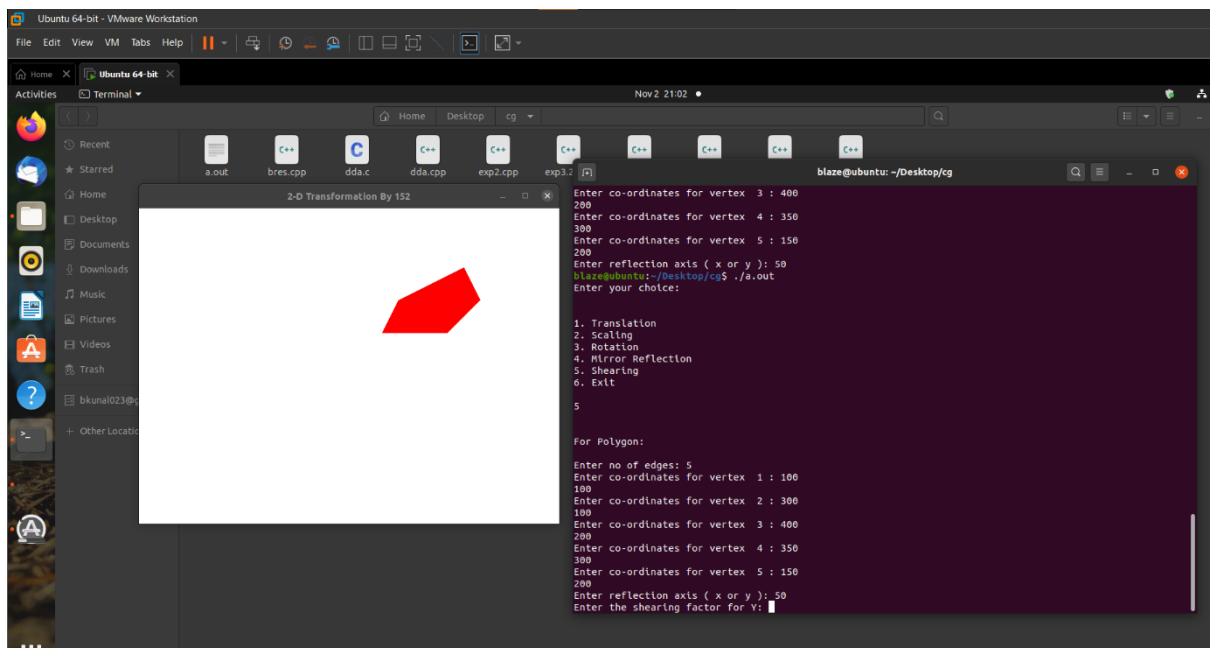 Ubuntu 64-bit - VMware Workstation
File Edit View VM Tabs Help
Home
Ubuntu 64-bit
Activities
Terminal
Nov 2 21:02
Home Desktop cg
Recent
Starred
Home
Desktop
Documents
Downloads
Music
Pictures
Videos
Trash
bkunal023@g
Other Locatio
a.out bres.cpp dda.c dda.cpp exp2.cpp exp3.2
2-D Transformation By 152
blaze@ubuntu: ~/Desktop/cg
Enter co-ordinates for vertex 3 : 400
200
Enter co-ordinates for vertex 4 : 350
300
Enter co-ordinates for vertex 5 : 150
200
Enter reflection axis ( x or y ): 50
blaze@ubuntu:~/Desktop/cg$ ./a.out
Enter your choice:
1. Translation
2. Scaling
3. Rotation
4. Mirror Reflection
5. Shearing
6. Exit
5
For Polygon:
Enter no of edges: 5
Enter co-ordinates for vertex 1 : 100
100
Enter co-ordinates for vertex 2 : 300
100
Enter co-ordinates for vertex 3 : 400
200
Enter co-ordinates for vertex 4 : 350
300
Enter co-ordinates for vertex 5 : 150
200
Enter reflection axis ( x or y ): 50
Enter the shearing factor for Y: